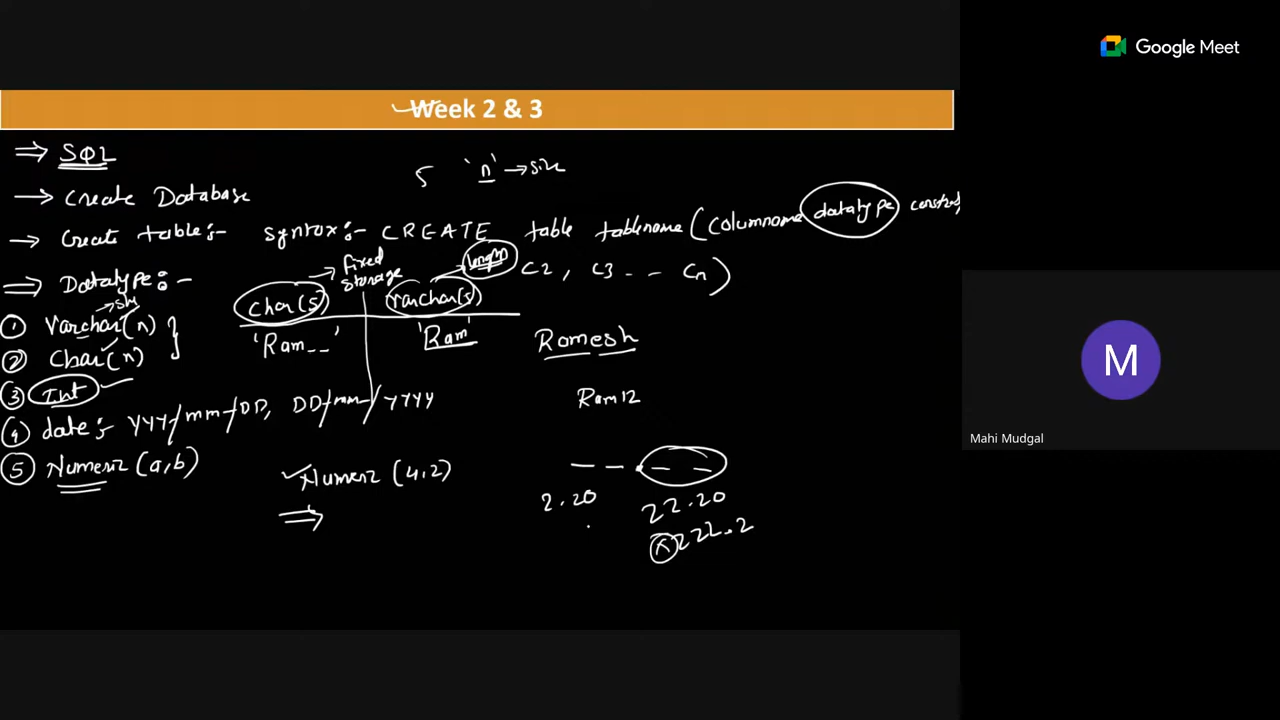 Google Meet
Week 2 & 3
⇒ SQL
→ Create Database
5 'n' → size
→ Create table:- Syntax:- CREATE table tablename (Columnname datatype
C2, C3 - - Cn)
⇒ Datatype:-
→ fixed storage
length
① Varchar(n)
Char(5) Varchar(5)
② Char(n)
'Ram__' 'Ram' Ramesh
③ Int
Ram12
④ date:- YYY/mm/DD, DD/mm/YYYY
⑤ Numeric (a,b)
Numeric (4,2)
2.20 22.20
⇒
x 222.2
M
Mahi Mudgal